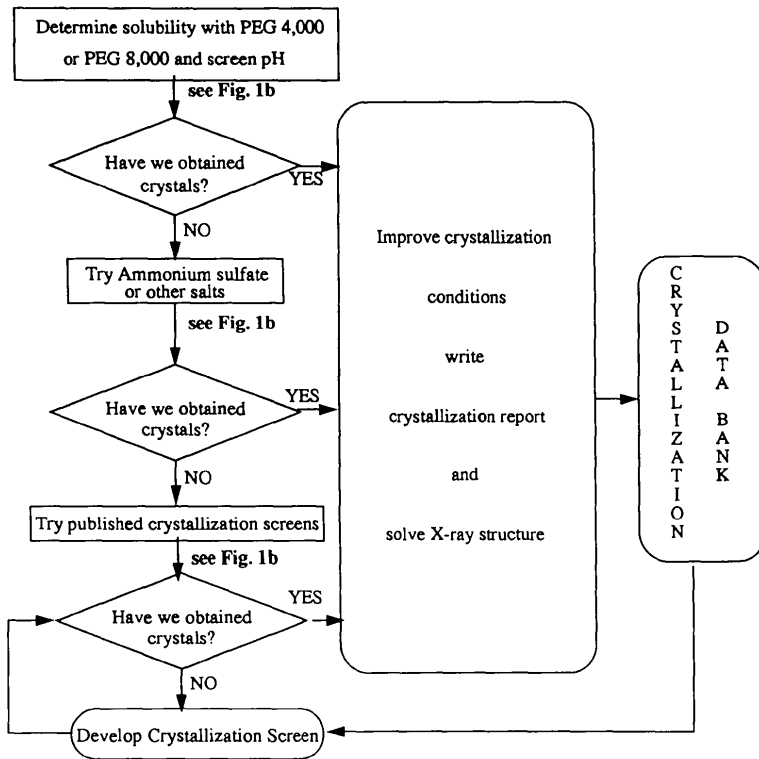 Determine solubility with PEG 4,000
or PEG 8,000 and screen pH
see Fig. 1b
Have we obtained
crystals?
YES
NO
Try Ammonium sulfate
or other salts
see Fig. 1b
Have we obtained
crystals?
YES
NO
Try published crystallization screens
see Fig. 1b
Have we obtained
crystals?
YES
NO
Develop Crystallization Screen
Improve crystallization
conditions
write
crystallization report
and
solve X-ray structure
CRYSTALLIZATION
DATA BANK